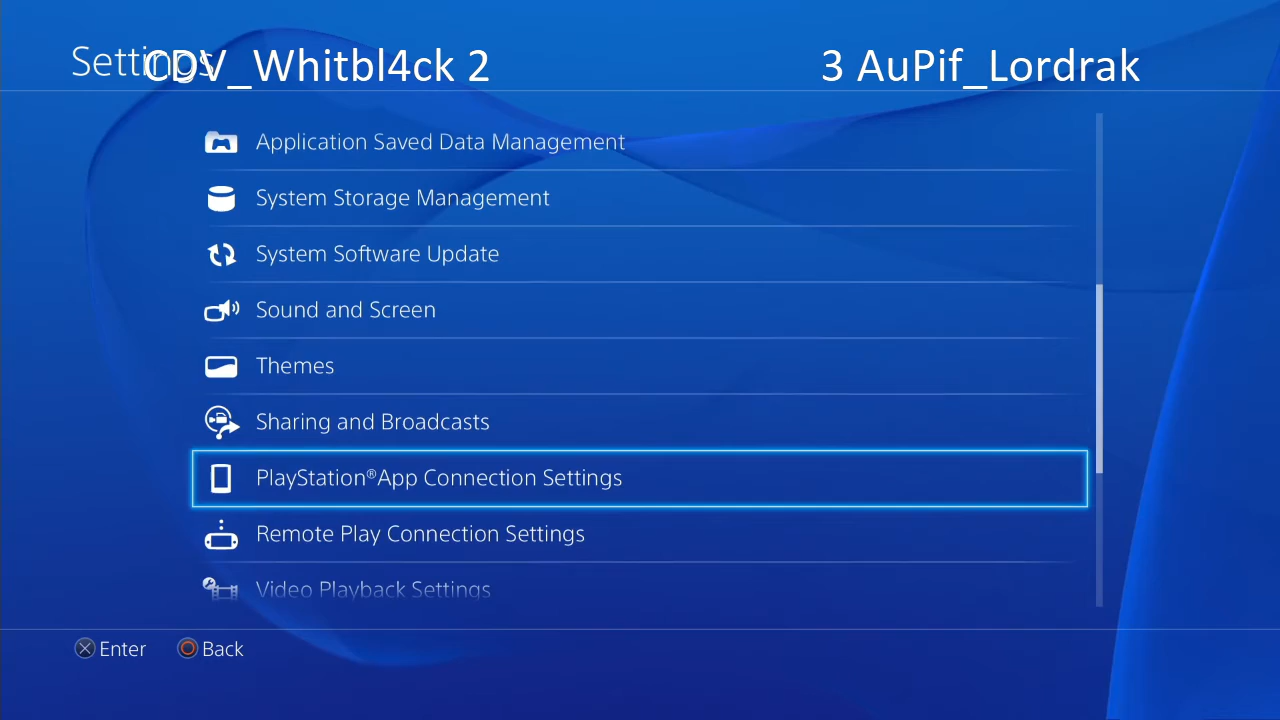 Settings
CDV_Whitbl4ck 2
3 AuPif_Lordrak
Application Saved Data Management
System Storage Management
System Software Update
Sound and Screen
Themes
Sharing and Broadcasts
PlayStation®App Connection Settings
Remote Play Connection Settings
Video Playback Settings
Enter
Back